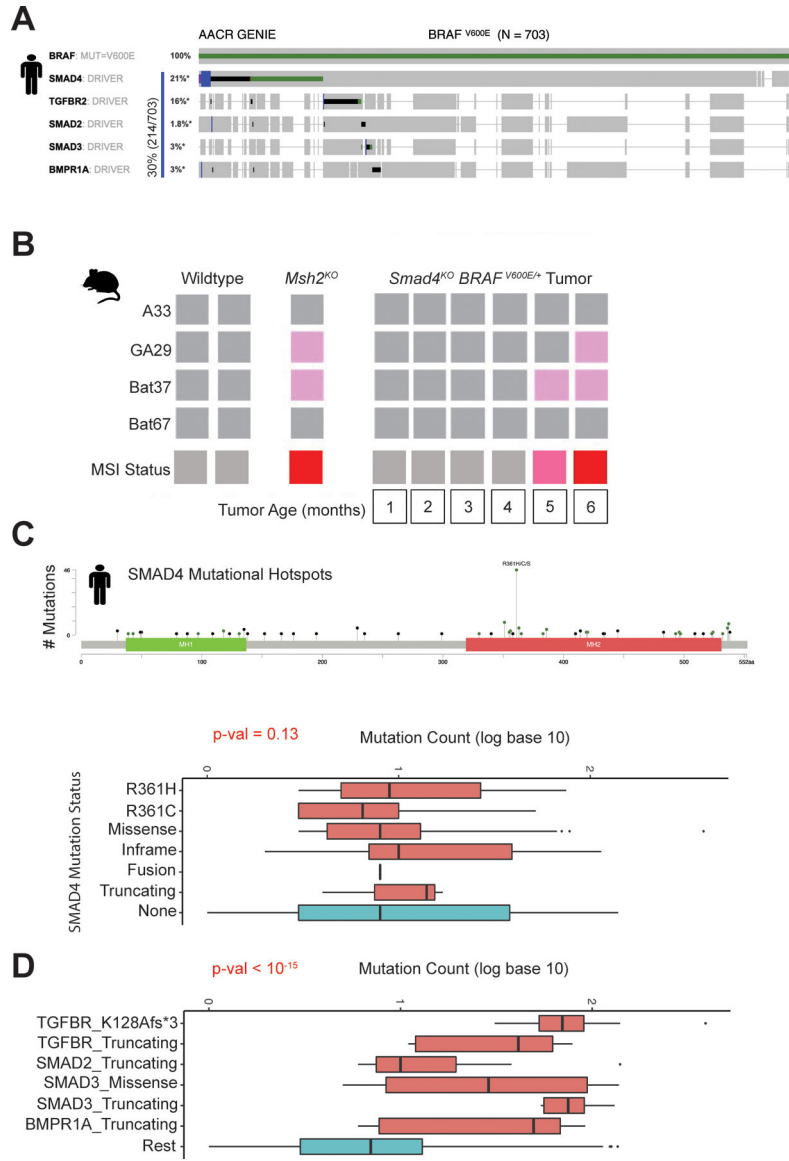 A
AACR GENIE BRAF V600E (N = 703)
BRAF: MUT=V600E 100%
SMAD4: DRIVER 21%*
TGFBR2: DRIVER 16%*
SMAD2: DRIVER 1.8%*
SMAD3: DRIVER 3%*
BMPR1A: DRIVER 3%*
30% (214/703)
B
Wildtype Msh2KO Smad4KO BRAF V600E/+ Tumor
A33
GA29
Bat37
Bat67
MSI Status
Tumor Age (months) 1 2 3 4 5 6
C
SMAD4 Mutational Hotspots
# Mutations
46
0
R361H/C/S
MH1 MH2
0 100 200 300 400 500 552aa
p-val = 0.13 Mutation Count (log base 10)
0 1 2
SMAD4 Mutation Status
R361H
R361C
Missense
Inframe
Fusion
Truncating
None
D
p-val < 10-15 Mutation Count (log base 10)
0 1 2
TGFBR_K128Afs*3
TGFBR_Truncating
SMAD2_Truncating
SMAD3_Missense
SMAD3_Truncating
BMPR1A_Truncating
Rest